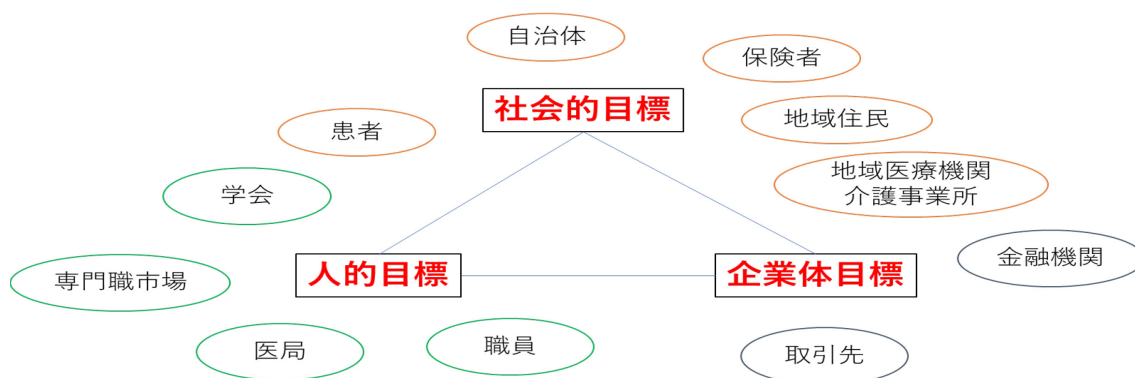 自治体
保険者
社会的目標
地域住民
患者
地域医療機関
介護事業所
学会
金融機関
専門職市場
人的目標
企業体目標
医局
職員
取引先